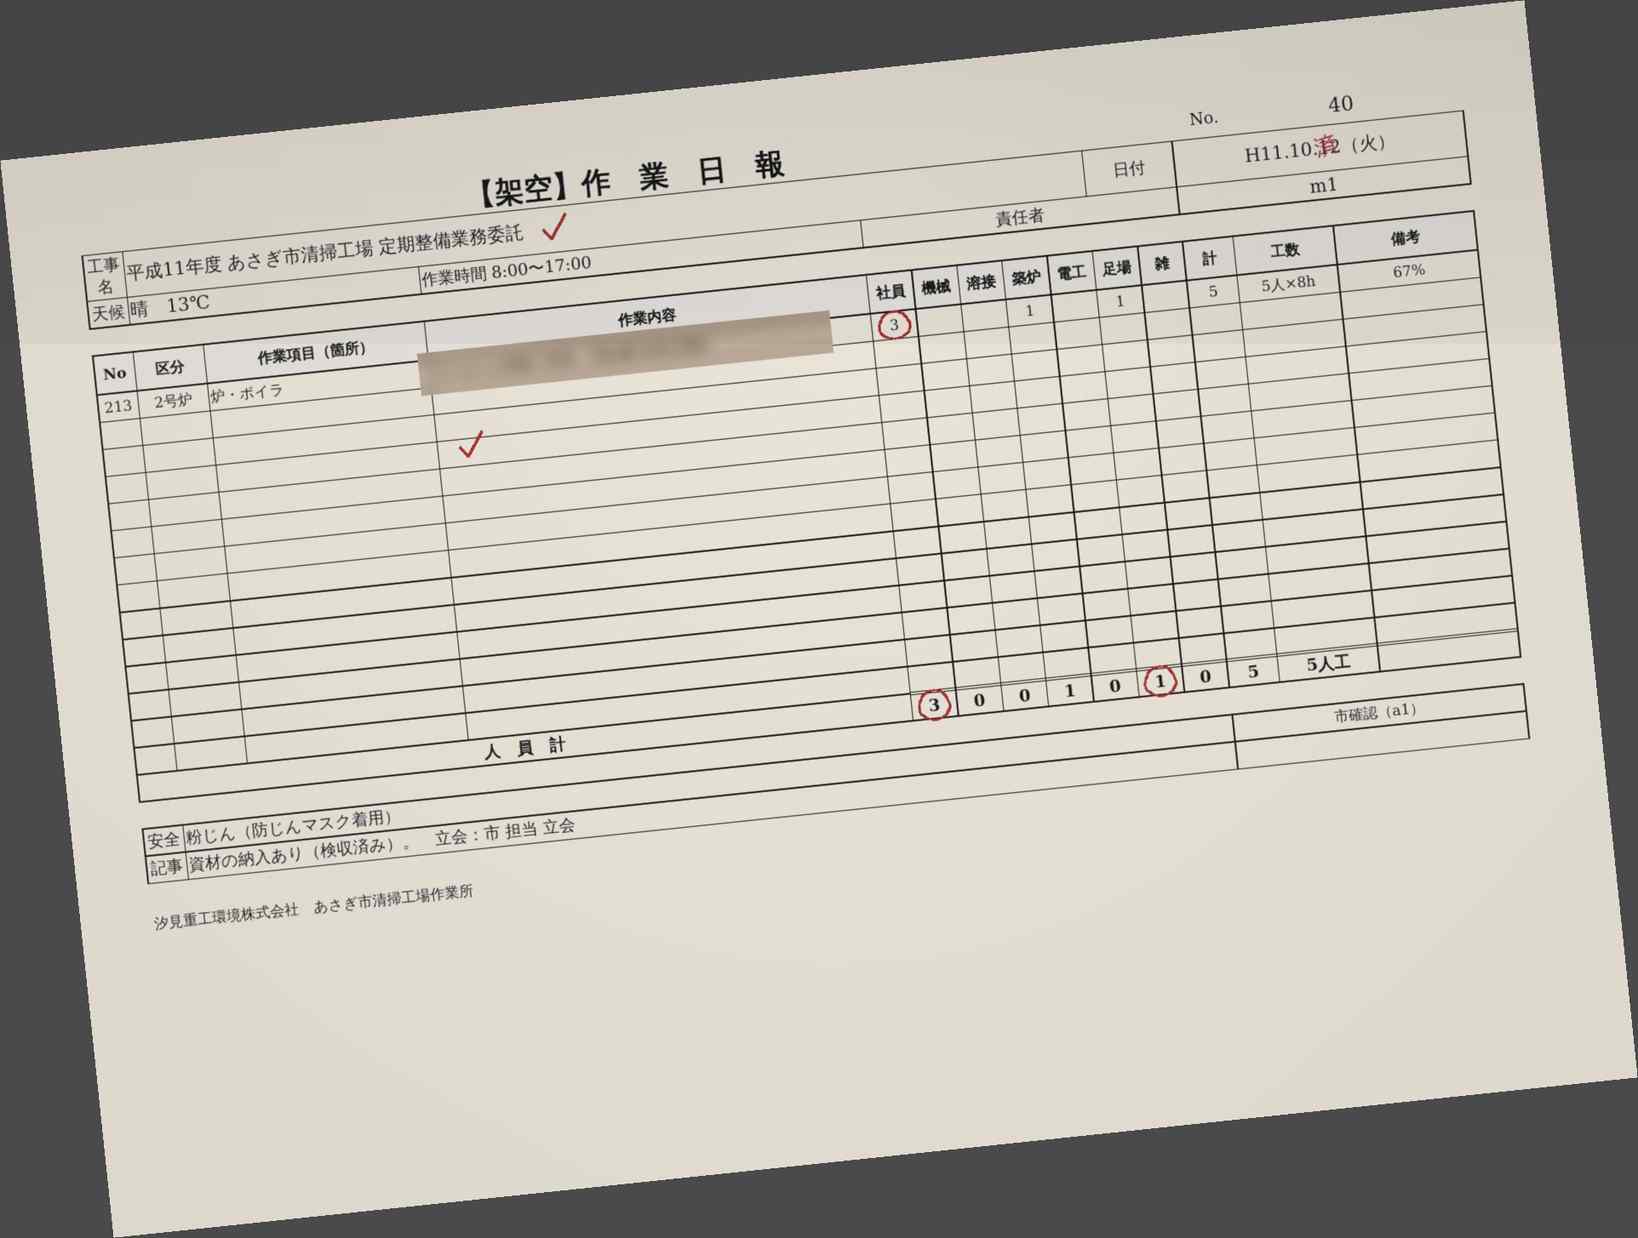 No. 40
【架空】作 業 日 報
工事名 平成11年度 あさぎ市清掃工場 定期整備業務委託 日付 H11.10.12（火）
済
天候 晴 13℃ 作業時間 8:00〜17:00 責任者 m1
No 区分 作業項目（箇所） 作業内容 社員 機械 溶接 築炉 電工 足場 雑 計 工数 備考
213 2号炉 炉・ボイラ 3 1 1 5 5人×8h 67%
人 員 計 3 0 0 1 0 1 0 5 5人工
安全 粉じん（防じんマスク着用） 市確認（a1）
記事 資材の納入あり（検収済み）。 立会：市 担当 立会
汐見重工環境株式会社 あさぎ市清掃工場作業所